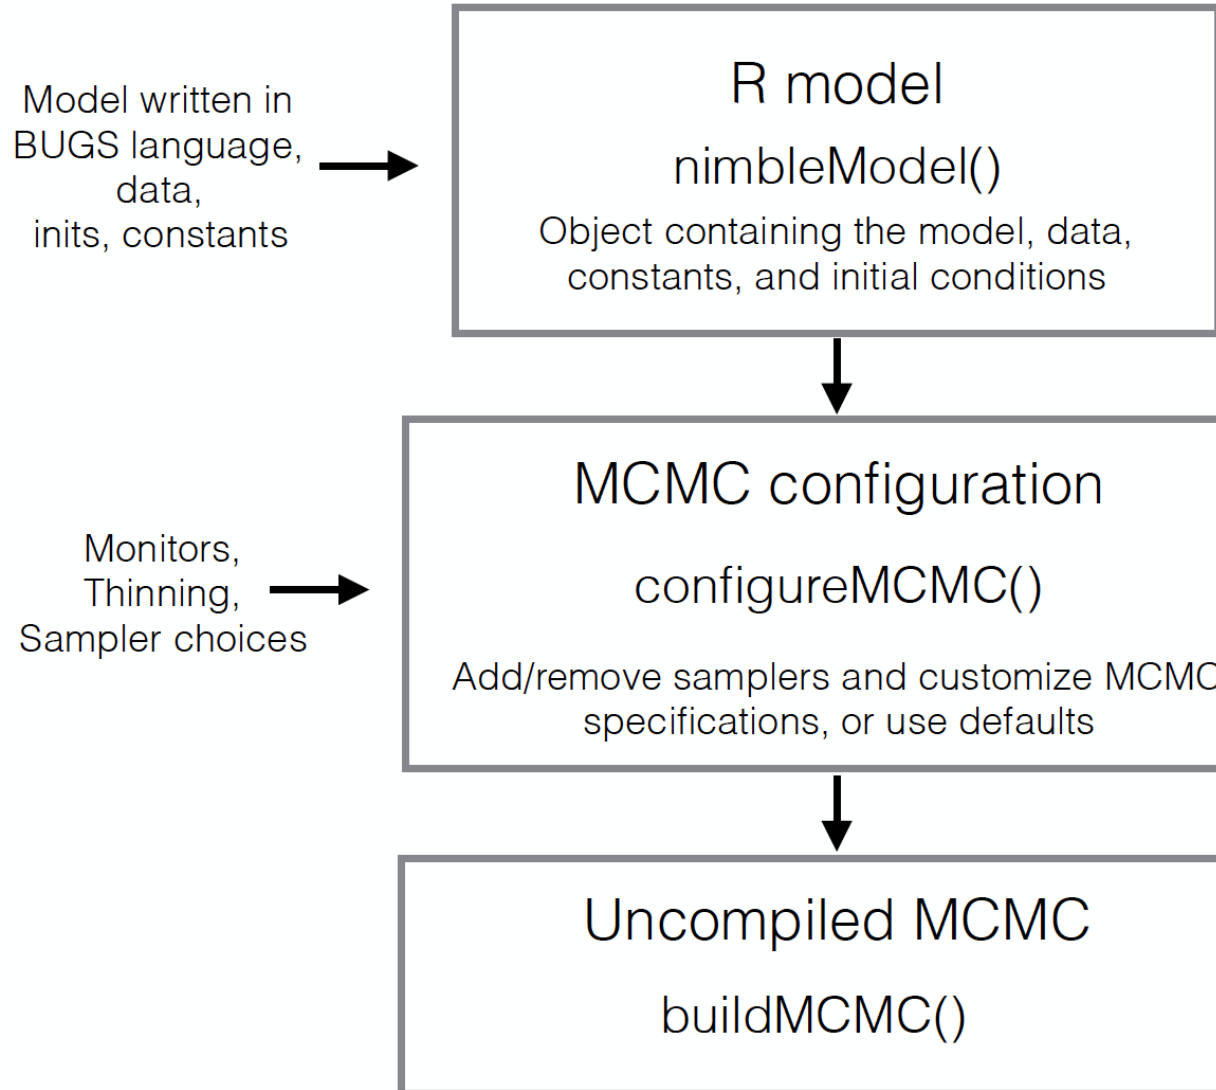 Model written in
BUGS language,
data,
inits, constants
R model
nimbleModel()
Object containing the model, data,
constants, and initial conditions
Monitors,
Thinning,
Sampler choices
MCMC configuration
configureMCMC()
Add/remove samplers and customize MCMC
specifications, or use defaults
Uncompiled MCMC
buildMCMC()